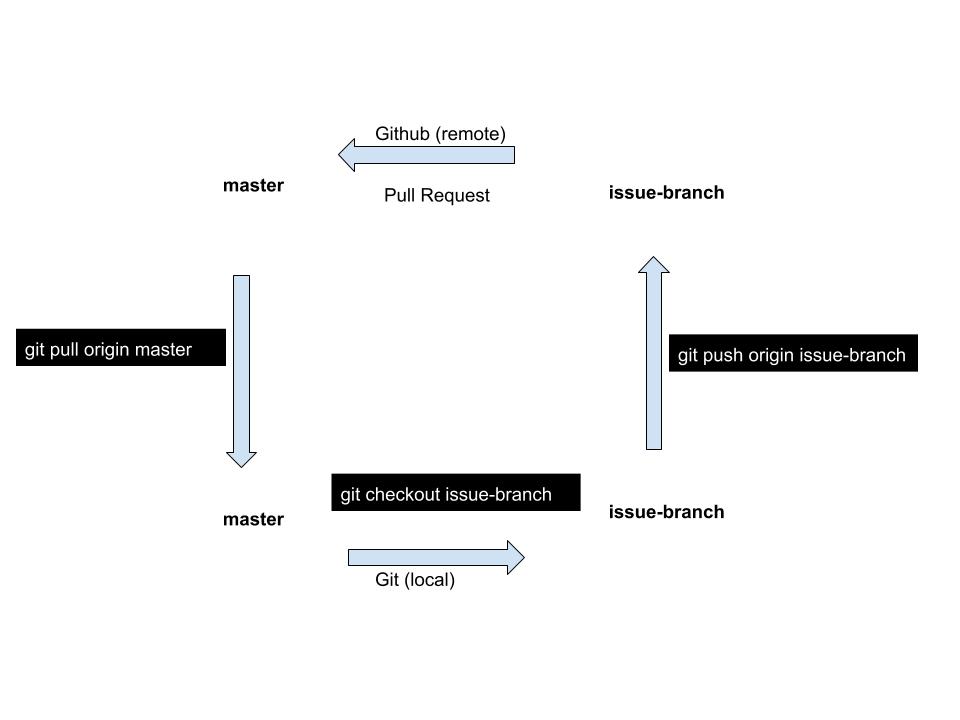 Github (remote)
master
Pull Request
issue-branch
git pull origin master
git push origin issue-branch
git checkout issue-branch
master
issue-branch
Git (local)